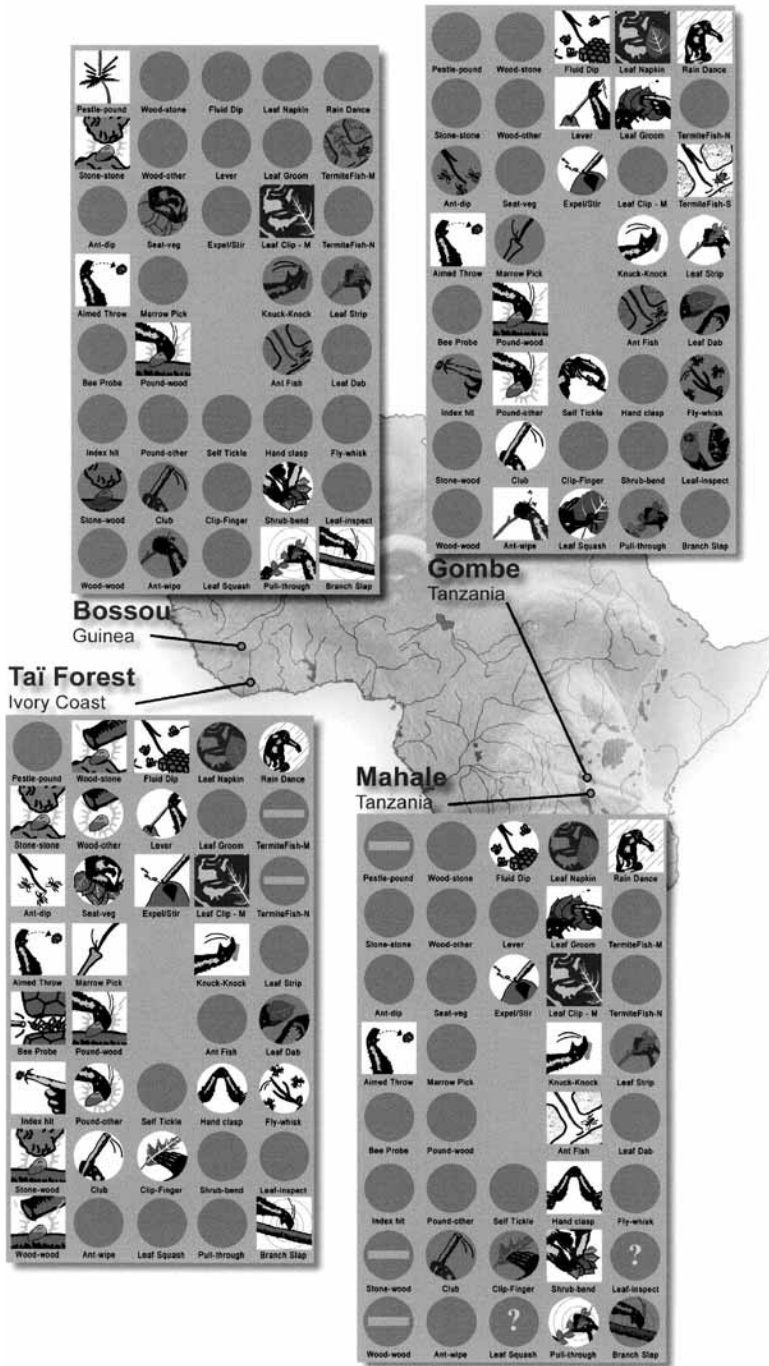 Pestle-pound Wood-stone Fluid Dip Leaf Napkin Rain Dance
Stone-stone Wood-other Lever Leaf Groom TermiteFish-M
Ant-dip Seat-veg Expel/Stir Leaf Clip - M TermiteFish-N
Aimed Throw Marrow Pick Knuck-Knock Leaf Strip
Bee Probe Pound-wood Ant Fish Leaf Dab
Index hit Pound-other Self Tickle Hand clasp Fly-whisk
Stone-wood Club Clip-Finger Shrub-bend Leaf-inspect
Wood-wood Ant-wipe Leaf Squash Pull-through Branch Slap
Bossou
Guinea
Pestle-pound Wood-stone Fluid Dip Leaf Napkin Rain Dance
Stone-stone Wood-other Lever Leaf Groom TermiteFish-N
Ant-dip Seat-veg Expel/Stir Leaf Clip - M TermiteFish-S
Aimed Throw Marrow Pick Knuck-Knock Leaf Strip
Bee Probe Pound-wood Ant Fish Leaf Dab
Index hit Pound-other Self Tickle Hand clasp Fly-whisk
Stone-wood Club Clip-Finger Shrub-bend Leaf-inspect
Wood-wood Ant-wipe Leaf Squash Pull-through Branch Slap
Gombe
Tanzania
Taï Forest
Ivory Coast
Pestle-pound Wood-stone Fluid Dip Leaf Napkin Rain Dance
Stone-stone Wood-other Lever Leaf Groom TermiteFish-M
Ant-dip Seat-veg Expel/Stir Leaf Clip - M TermiteFish-N
Aimed Throw Marrow Pick Knuck-Knock Leaf Strip
Bee Probe Pound-wood Ant Fish Leaf Dab
Index hit Pound-other Self Tickle Hand clasp Fly-whisk
Stone-wood Club Clip-Finger Shrub-bend Leaf-inspect
Wood-wood Ant-wipe Leaf Squash Pull-through Branch Slap
Mahale
Tanzania
Pestle-pound Wood-stone Fluid Dip Leaf Napkin Rain Dance
Stone-stone Wood-other Lever Leaf Groom TermiteFish-M
Ant-dip Seat-veg Expel/Stir Leaf Clip - M TermiteFish-N
Aimed Throw Marrow Pick Knuck-Knock Leaf Strip
Bee Probe Pound-wood Ant Fish Leaf Dab
Index hit Pound-other Self Tickle Hand clasp Fly-whisk
?
Stone-wood Club Clip-Finger Shrub-bend Leaf-inspect
?
Wood-wood Ant-wipe Leaf Squash Pull-through Branch Slap